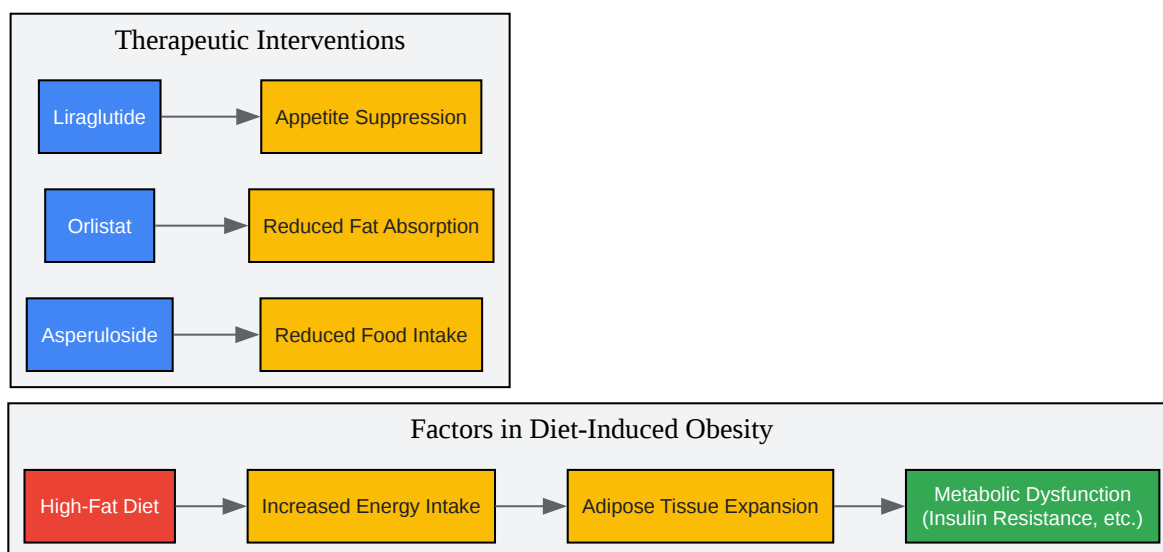 Therapeutic Interventions
Liraglutide
Appetite Suppression
Orlistat
Reduced Fat Absorption
Asperuloside
Reduced Food Intake
Factors in Diet-Induced Obesity
High-Fat Diet
Increased Energy Intake
Adipose Tissue Expansion
Metabolic Dysfunction
(Insulin Resistance, etc.)